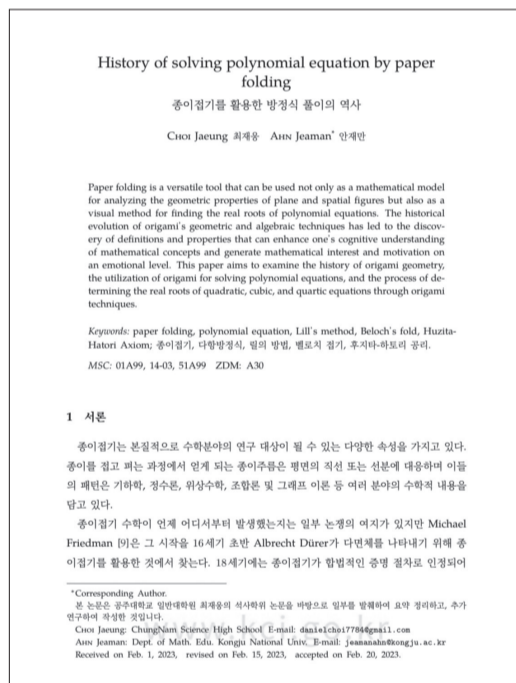 History of solving polynomial equation by paper
folding
종이접기를 활용한 방정식 풀이의 역사
Choi Jaeung 최재웅 Ahn Jeaman* 안재만
Paper folding is a versatile tool that can be used not only as a mathematical model
for analyzing the geometric properties of plane and spatial figures but also as a
visual method for finding the real roots of polynomial equations. The historical
evolution of origami's geometric and algebraic techniques has led to the discov-
ery of definitions and properties that can enhance one's cognitive understanding
of mathematical concepts and generate mathematical interest and motivation on
an emotional level. This paper aims to examine the history of origami geometry,
the utilization of origami for solving polynomial equations, and the process of de-
termining the real roots of quadratic, cubic, and quartic equations through origami
techniques.
Keywords: paper folding, polynomial equation, Lill's method, Beloch's fold, Huzita-
Hatori Axiom; 종이접기, 다항방정식, 릴의 방법, 벨로치 접기, 후지타-하토리 공리.
MSC: 01A99, 14-03, 51A99 ZDM: A30
1 서론
종이접기는 본질적으로 수학분야의 연구 대상이 될 수 있는 다양한 속성을 가지고 있다.
종이를 접고 펴는 과정에서 얻게 되는 종이주름은 평면의 직선 또는 선분에 대응하며 이들
의 패턴은 기하학, 정수론, 위상수학, 조합론 및 그래프 이론 등 여러 분야의 수학적 내용을
담고 있다.
종이접기 수학이 언제 어디서부터 발생했는지는 일부 논쟁의 여지가 있지만 Michael
Friedman [9]은 그 시작을 16세기 초반 Albrecht Dürer가 다면체를 나타내기 위해 종
이접기를 활용한 것에서 찾는다. 18세기에는 종이접기가 합법적인 증명 절차로 인정되어
*Corresponding Author.
본 논문은 공주대학교 일반대학원 최재웅의 석사학위 논문을 바탕으로 일부를 발췌하여 요약 정리하고, 추가
연구하여 작성한 것입니다.
Choi Jaeung: ChungNam Science High School E-mail: danielchoi7784@gmail.com
Ahn Jeaman: Dept. of Math. Edu. Kongju National Univ. E-mail: jeamanahn@kongju.ac.kr
Received on Feb. 1, 2023, revised on Feb. 15, 2023, accepted on Feb. 20, 2023.
www.kci.go.kr